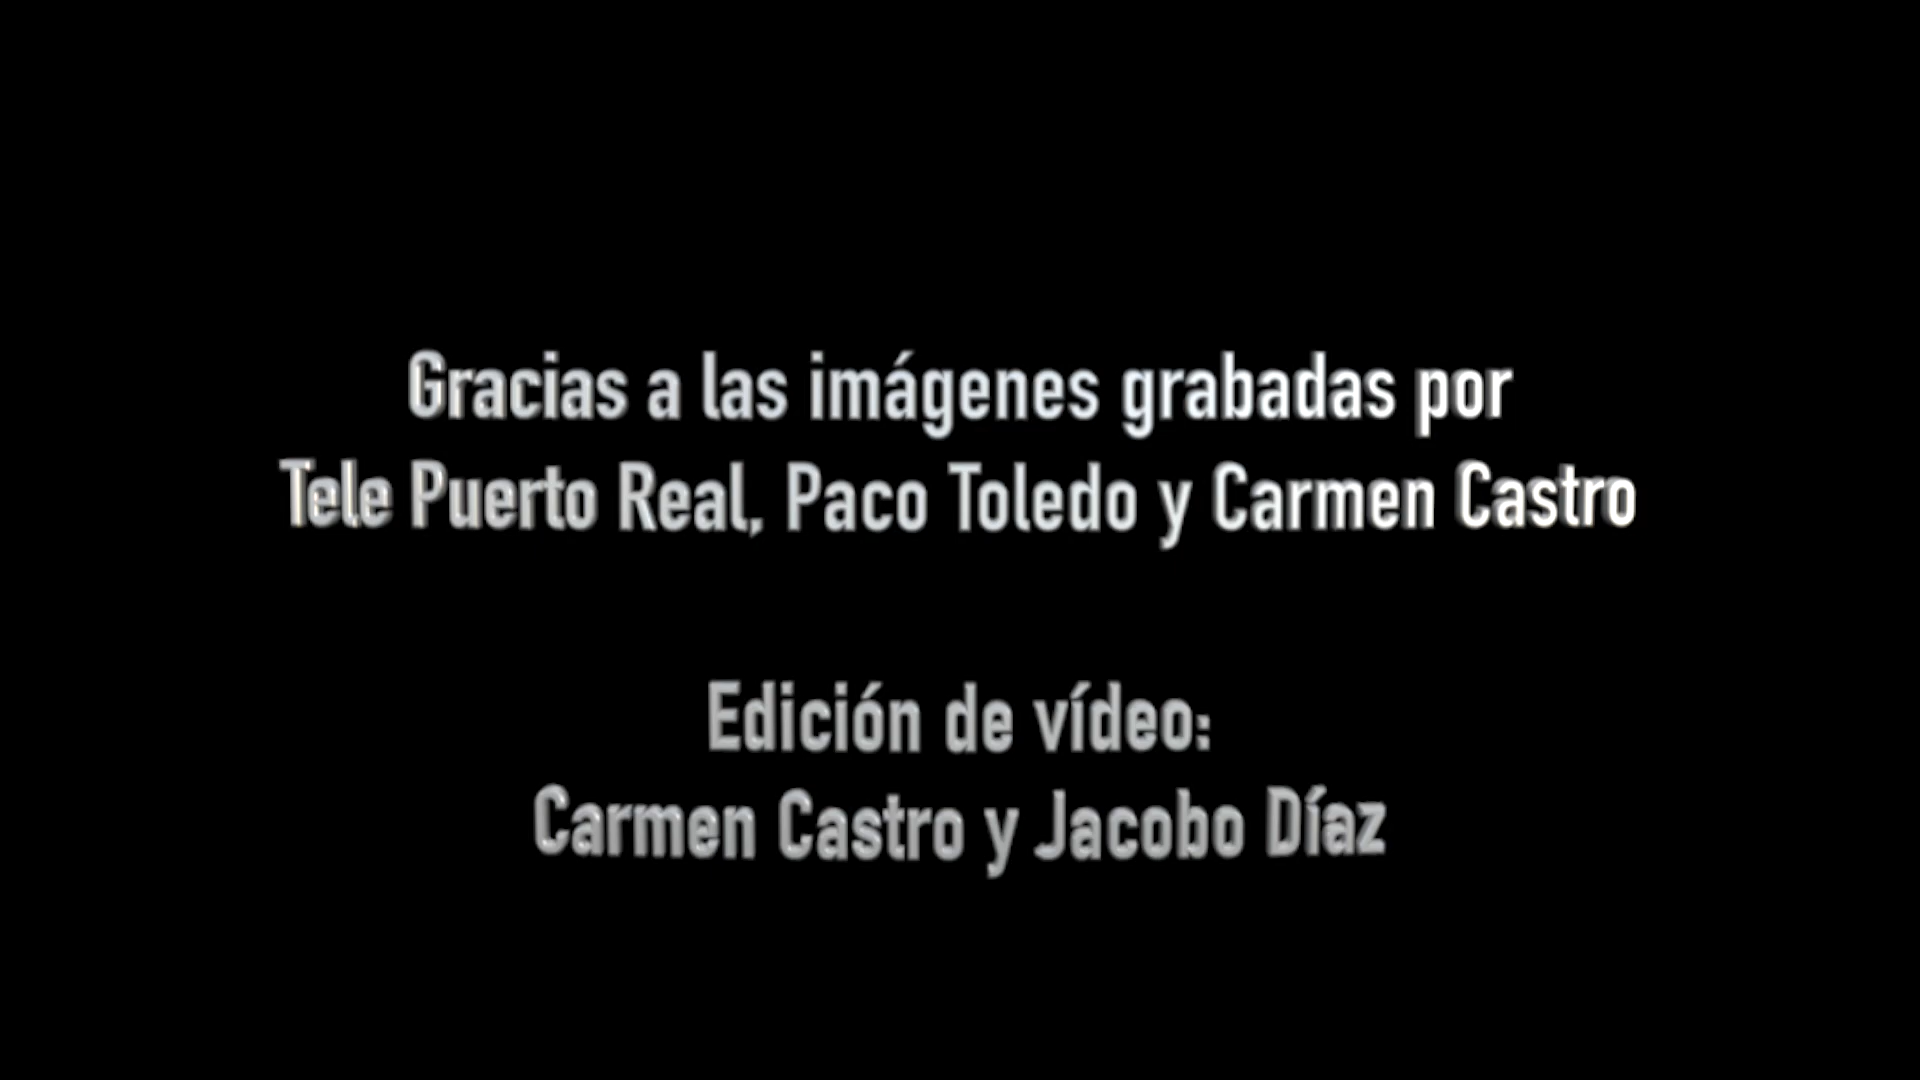 Gracias a las imágenes grabadas por
Tele Puerto Real, Paco Toledo y Carmen Castro
Edición de vídeo:
Carmen Castro y Jacobo Díaz